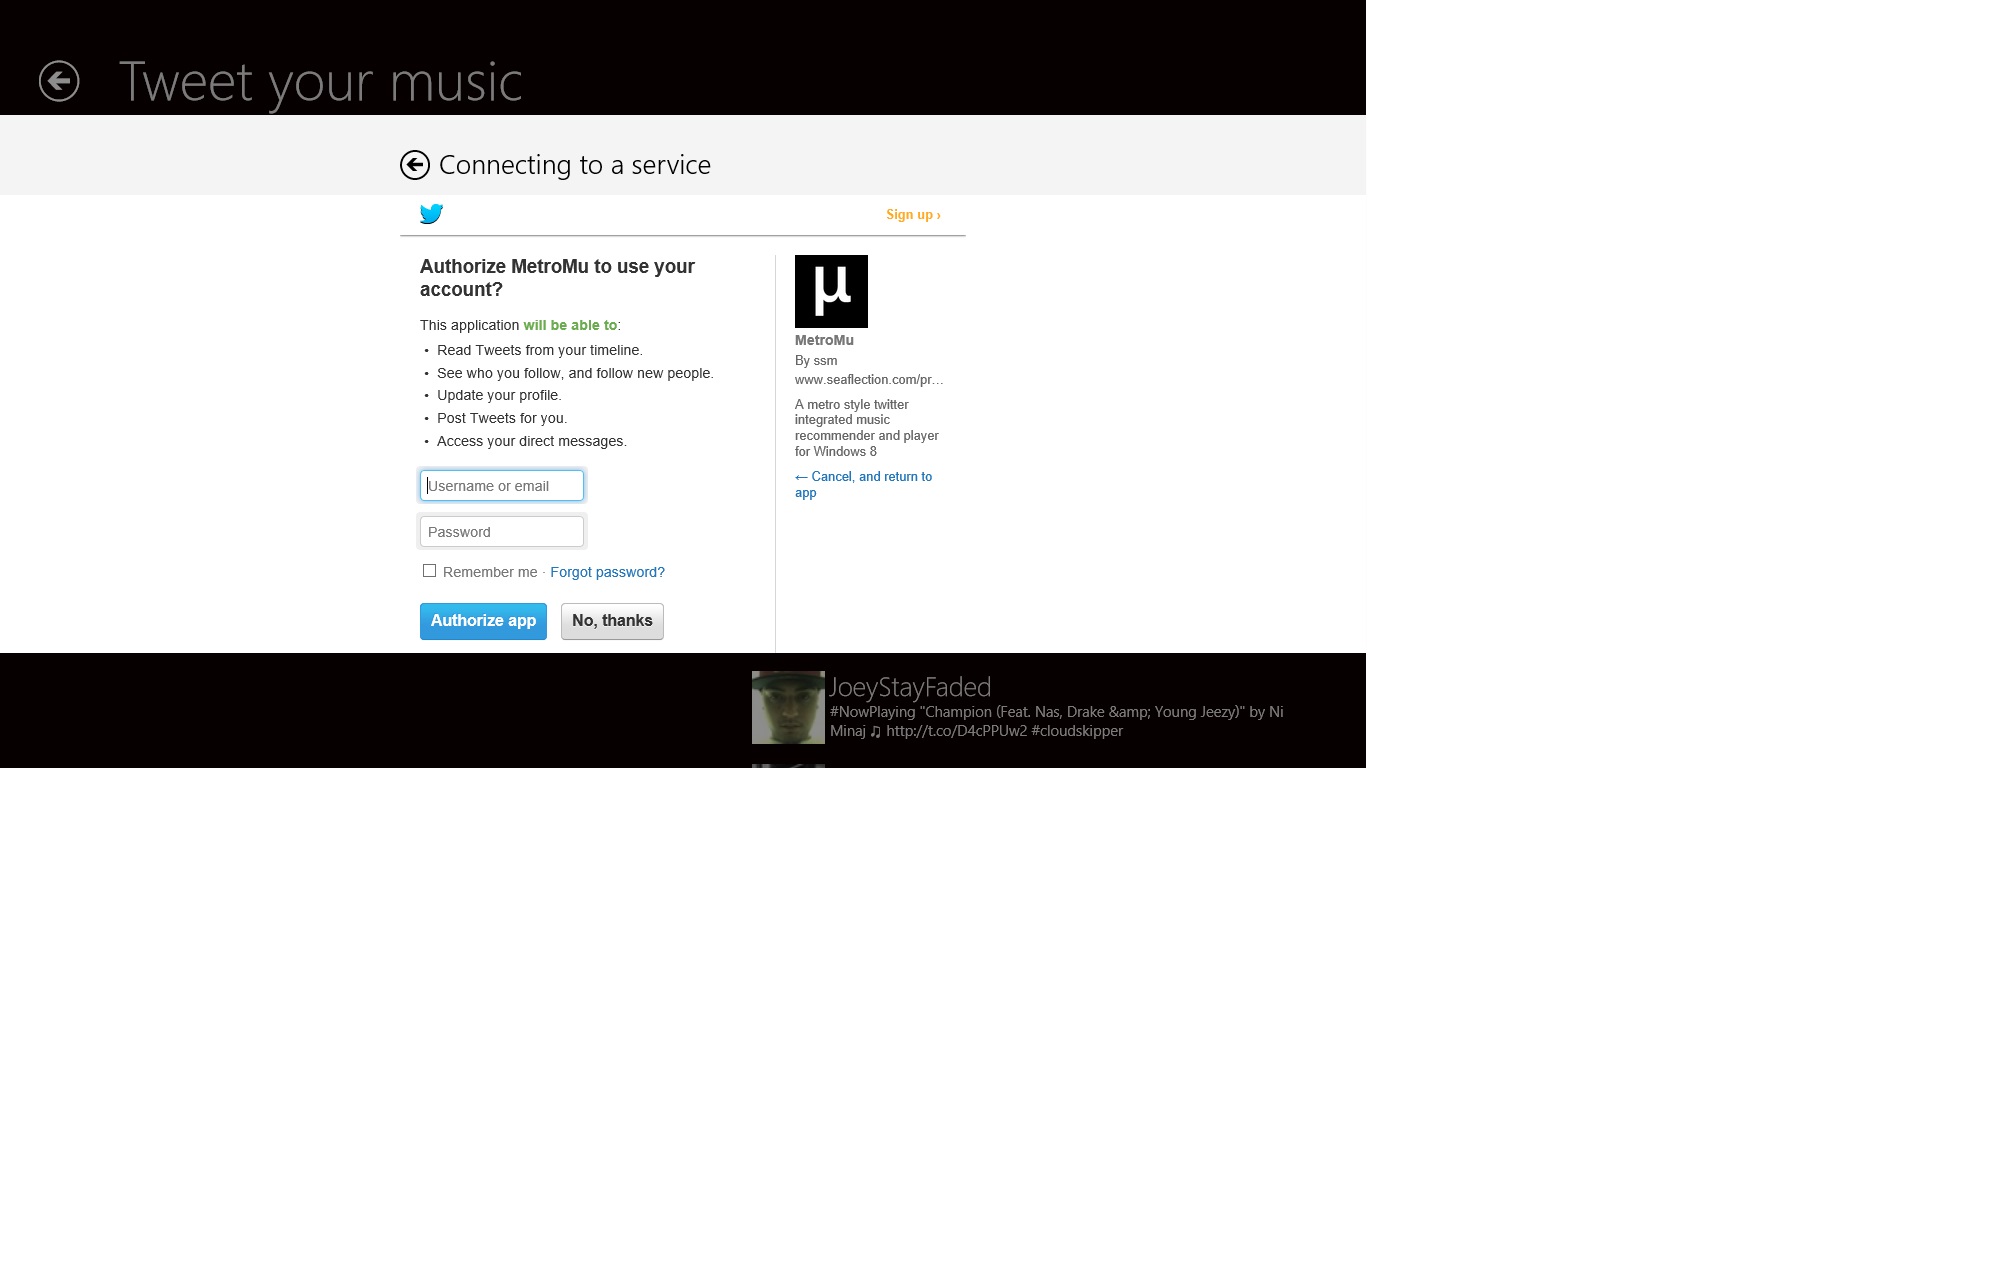 Tweet your music
Connecting to a service
Sign up ›
Authorize MetroMu to use your
account?
This application will be able to:
• Read Tweets from your timeline.
• See who you follow, and follow new people.
• Update your profile.
• Post Tweets for you.
• Access your direct messages.
Username or email
Password
Remember me · Forgot password?
Authorize app
No, thanks
µ
MetroMu
By ssm
www.seaflection.com/pr...
A metro style twitter
integrated music
recommender and player
for Windows 8
← Cancel, and return to
app
JoeyStayFaded
#NowPlaying "Champion (Feat. Nas, Drake &amp; Young Jeezy)" by Ni
Minaj ♫ http://t.co/D4cPPUw2 #cloudskipper